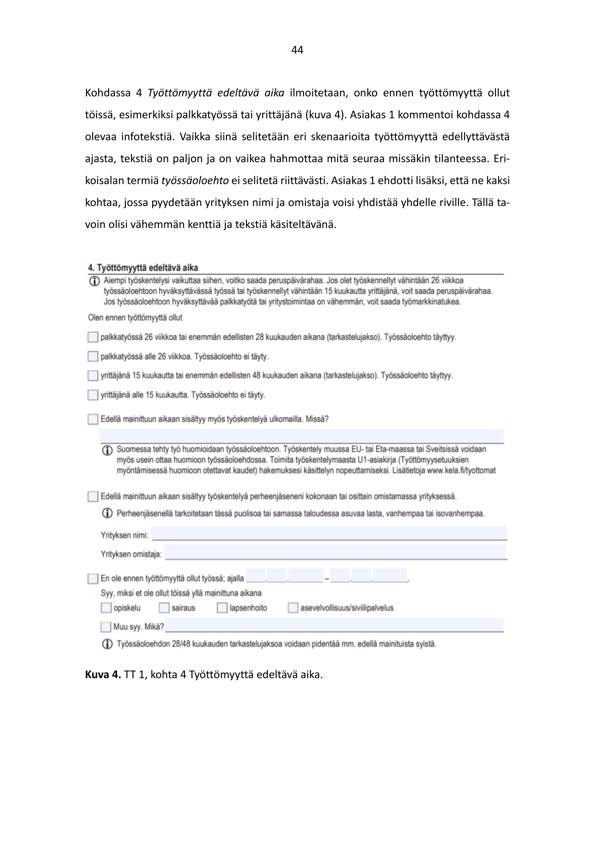 44
Kohdassa 4 Työttömyyttä edeltävä aika ilmoitetaan, onko ennen työttömyyttä ollut
töissä, esimerkiksi palkkatyössä tai yrittäjänä (kuva 4). Asiakas 1 kommentoi kohdassa 4
olevaa infotekstiä. Vaikka siinä selitetään eri skenaarioita työttömyyttä edellyttävästä
ajasta, tekstiä on paljon ja on vaikea hahmottaa mitä seuraa missäkin tilanteessa. Eri-
koisalan termiä työssäoloehto ei selitetä riittävästi. Asiakas 1 ehdotti lisäksi, että ne kaksi
kohtaa, jossa pyydetään yrityksen nimi ja omistaja voisi yhdistää yhdelle riville. Tällä ta-
voin olisi vähemmän kenttiä ja tekstiä käsiteltävänä.
4. Työttömyyttä edeltävä aika
Aiempi työskentelysi vaikuttaa siihen, voitko saada peruspäivärahaa. Jos olet työskennellyt vähintään 26 viikkoa
työssäoloehtoon hyväksyttävässä työssä tai työskennellyt vähintään 15 kuukautta yrittäjänä, voit saada peruspäivärahaa.
Jos työssäoloehtoon hyväksyttävää palkkatyötä tai yritystoimintaa on vähemmän, voit saada työmarkkinatukea.
Olen ennen työttömyyttä ollut
palkkatyössä 26 viikkoa tai enemmän edellisten 28 kuukauden aikana (tarkastelujakso). Työssäoloehto täyttyy.
palkkatyössä alle 26 viikkoa. Työssäoloehto ei täyty.
yrittäjänä 15 kuukautta tai enemmän edellisten 48 kuukauden aikana (tarkastelujakso). Työssäoloehto täyttyy.
yrittäjänä alle 15 kuukautta. Työssäoloehto ei täyty.
Edellä mainittuun aikaan sisältyy myös työskentelyä ulkomailla. Missä?
Suomessa tehty työ huomioidaan työssäoloehtoon. Työskentely muussa EU- tai Eta-maassa tai Sveitsissä voidaan
myös usein ottaa huomioon työssäoloehdossa. Toimita työskentelymaasta U1-asiakirja (Työttömyysetuuksien
myöntämisessä huomioon otettavat kaudet) hakemuksesi käsittelyn nopeuttamiseksi. Lisätietoja www.kela.fi/tyottomat
Edellä mainittuun aikaan sisältyy työskentelyä perheenjäseneni kokonaan tai osittain omistamassa yrityksessä.
Perheenjäsenellä tarkoitetaan tässä puolisoa tai samassa taloudessa asuvaa lasta, vanhempaa tai isovanhempaa.
Yrityksen nimi:
Yrityksen omistaja:
En ole ennen työttömyyttä ollut työssä; ajalla . . – . . .
Syy, miksi et ole ollut töissä yllä mainittuna aikana
opiskelu sairaus lapsenhoito asevelvollisuus/siviilipalvelus
Muu syy. Mikä?
Työssäoloehdon 28/48 kuukauden tarkastelujaksoa voidaan pidentää mm. edellä mainituista syistä.
Kuva 4. TT 1, kohta 4 Työttömyyttä edeltävä aika.